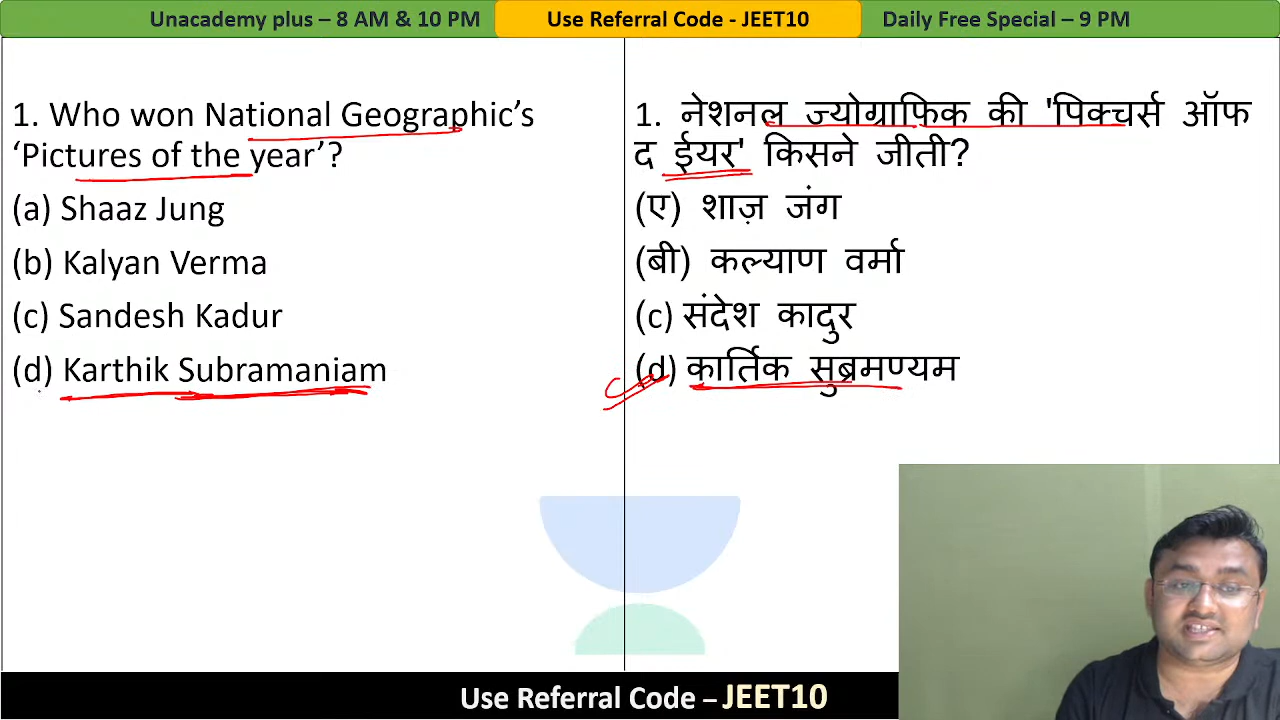 Unacademy plus – 8 AM & 10 PM
Use Referral Code - JEET10
Daily Free Special – 9 PM
1. Who won National Geographic’s
‘Pictures of the year’?
(a) Shaaz Jung
(b) Kalyan Verma
(c) Sandesh Kadur
(d) Karthik Subramaniam
1. नेशनल ज्योग्राफिक की 'पिक्चर्स ऑफ
द ईयर' किसने जीती?
(ए) शाज़ जंग
(बी) कल्याण वर्मा
(c) संदेश कादुर
(d) कार्तिक सुब्रमण्यम
Use Referral Code – JEET10